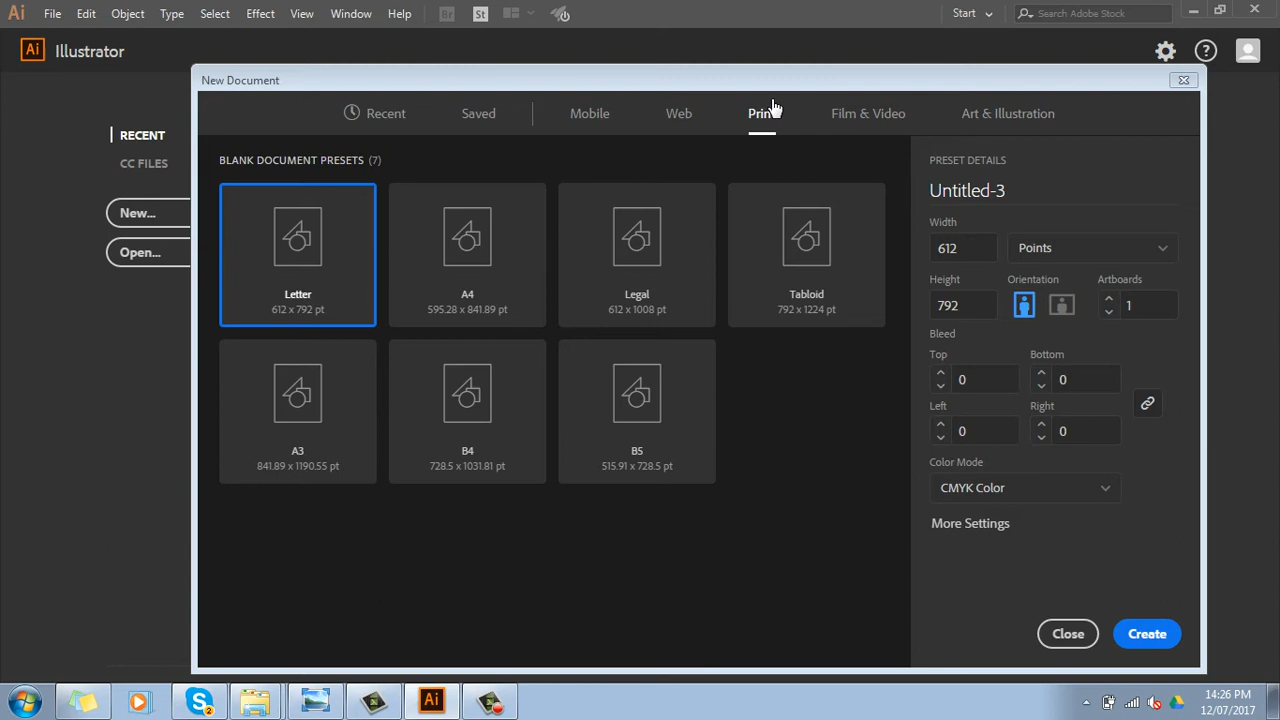 Ai File Edit Object Type Select Effect View Window Help Br St Start Search Adobe Stock
Ai Illustrator
New Document
Recent Saved Mobile Web Print Film & Video Art & Illustration
RECENT
CC FILES
New...
Open...
BLANK DOCUMENT PRESETS (7)
Letter
612 x 792 pt
A4
595.28 x 841.89 pt
Legal
612 x 1008 pt
Tabloid
792 x 1224 pt
A3
841.89 x 1190.55 pt
B4
728.5 x 1031.81 pt
B5
515.91 x 728.5 pt
PRESET DETAILS
Untitled-3
Width
612 Points
Height Orientation Artboards
792 1
Bleed
Top Bottom
0 0
Left Right
0 0
Color Mode
CMYK Color
More Settings
Close Create
S 2 Ai
14:26 PM
12/07/2017